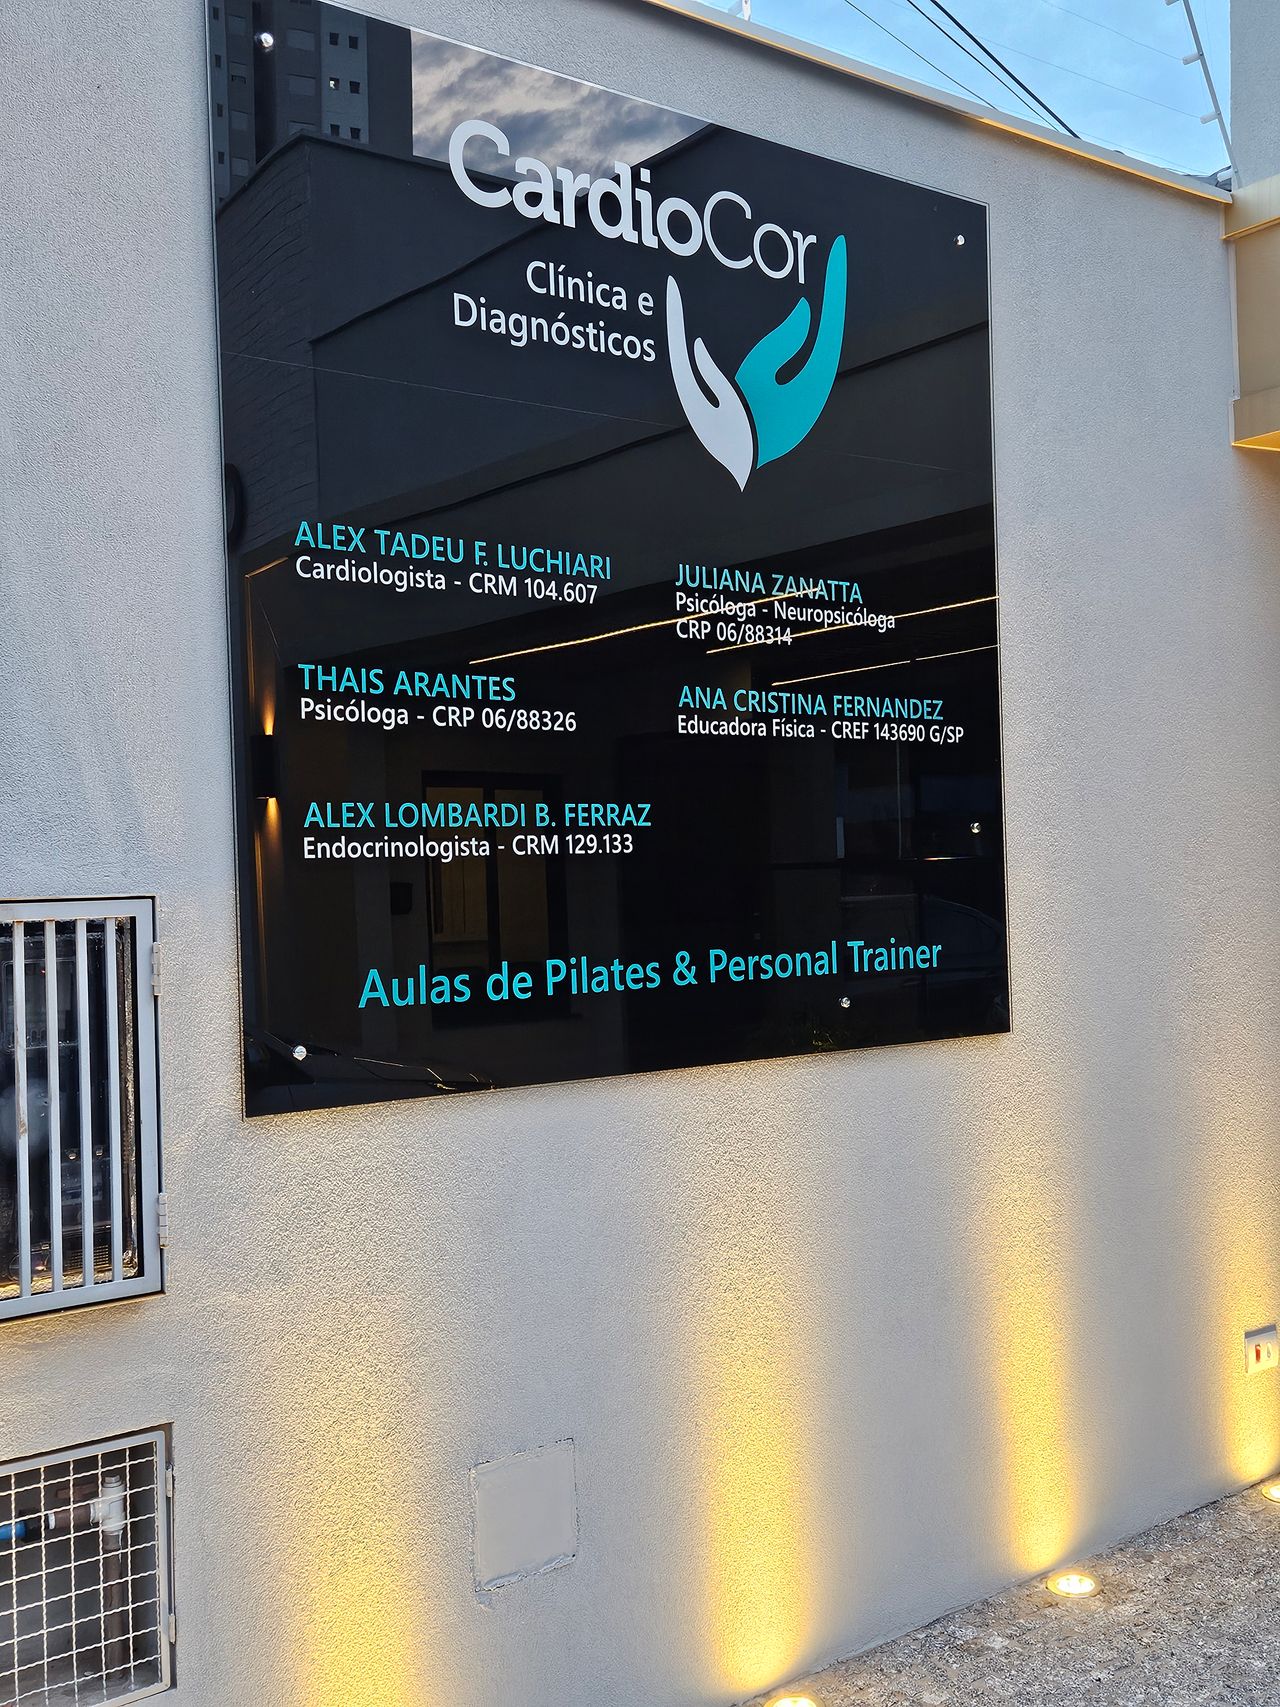 CardioCor
Clínica e
Diagnósticos
ALEX TADEU F. LUCHIARI
Cardiologista - CRM 104.607
THAIS ARANTES
Psicóloga - CRP 06/88326
ALEX LOMBARDI B. FERRAZ
Endocrinologista - CRM 129.133
JULIANA ZANATTA
Psicóloga - Neuropsicóloga
CRP 06/88314
ANA CRISTINA FERNANDEZ
Educadora Física - CREF 143690 G/SP
Aulas de Pilates & Personal Trainer